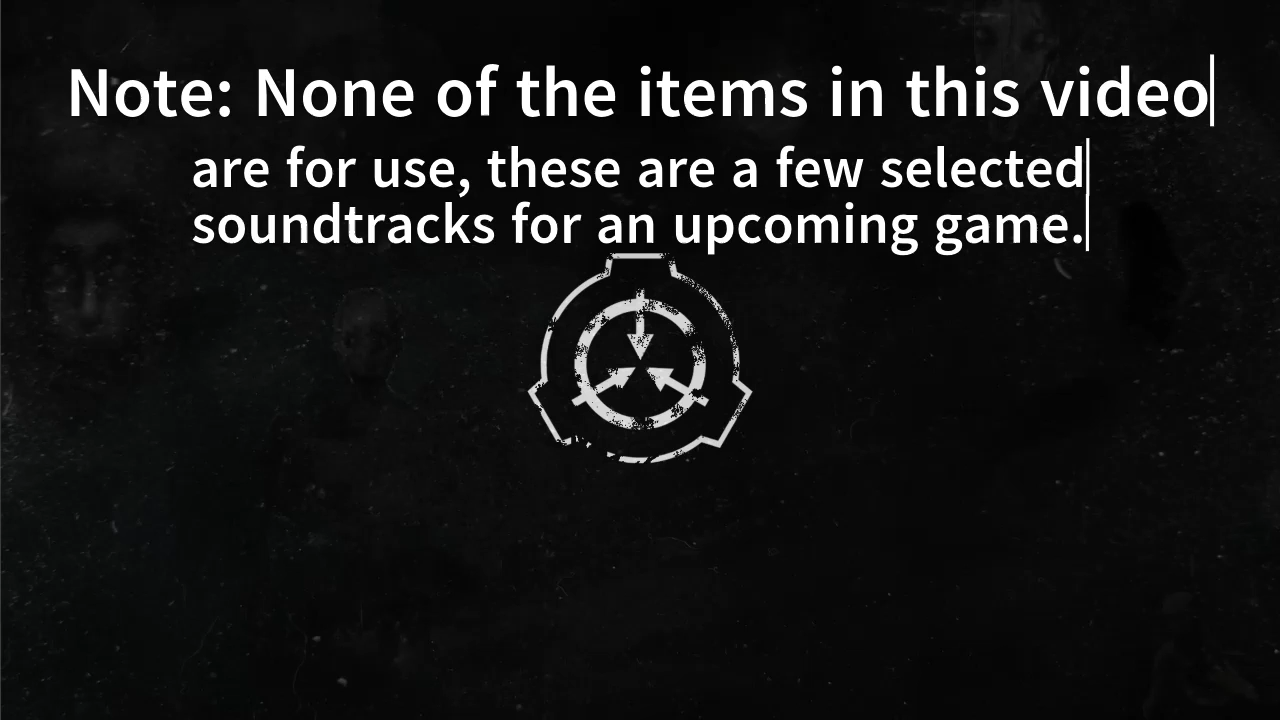 Note: None of the items in this video
are for use, these are a few selected
soundtracks for an upcoming game.